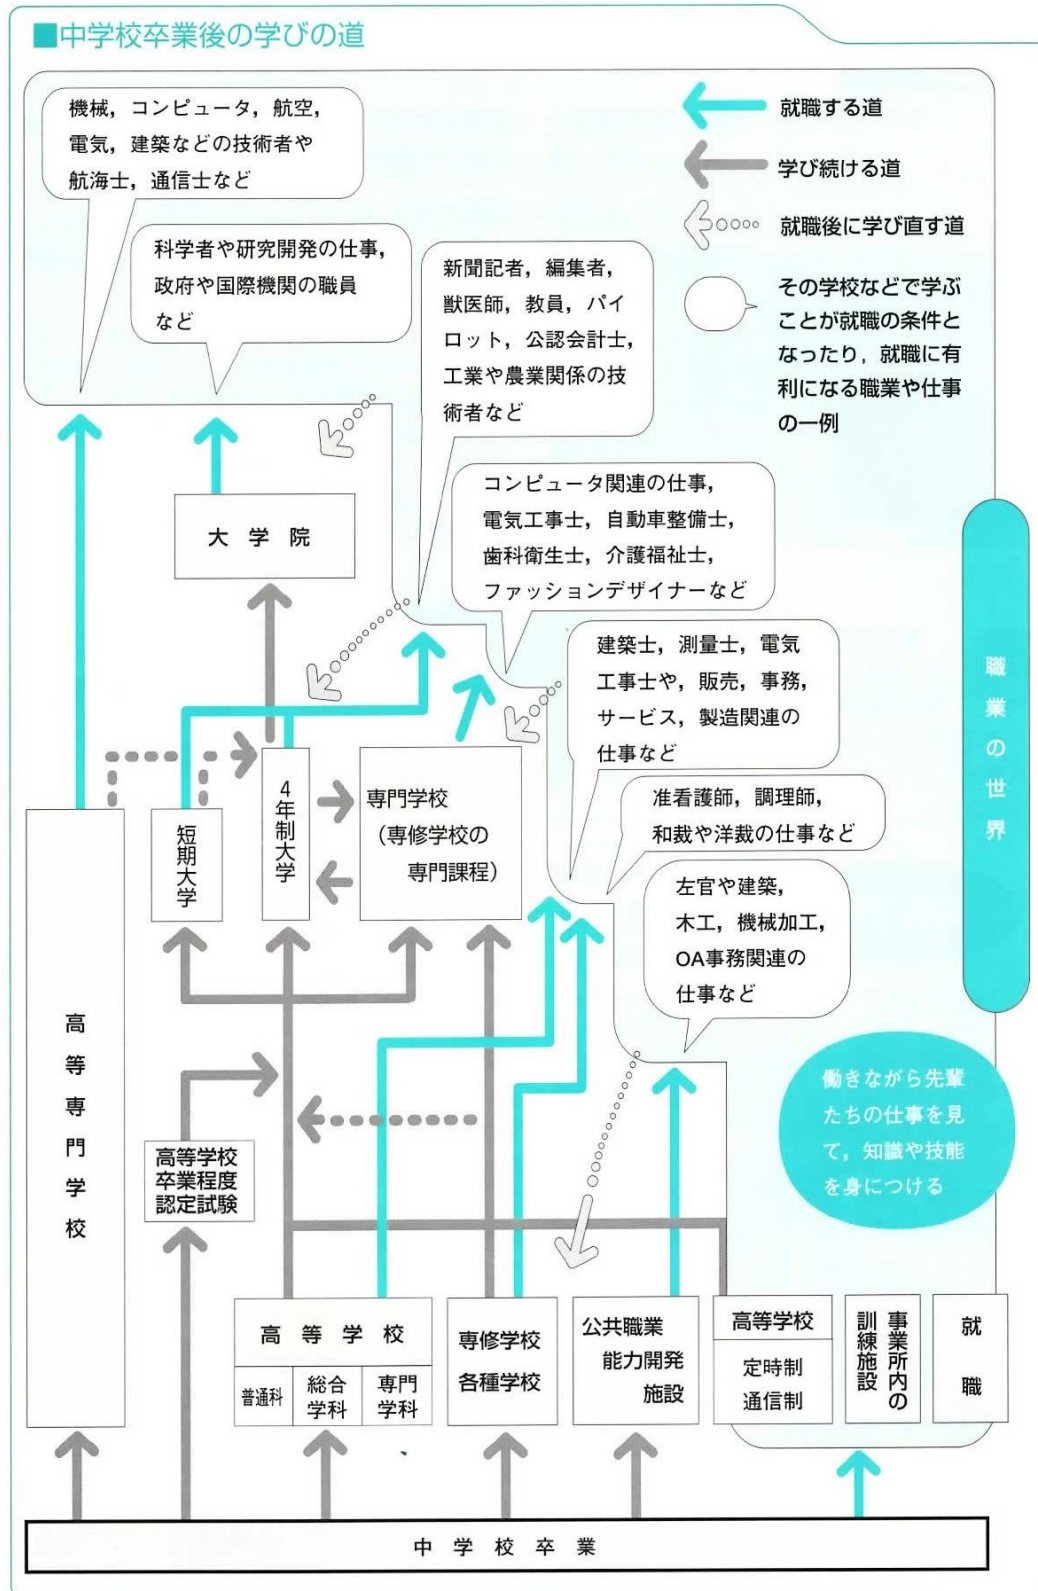 ■中学校卒業後の学びの道
機械，コンピュータ，航空，
電気，建築などの技術者や
航海士，通信士など
就職する道
学び続ける道
就職後に学び直す道
その学校などで学ぶ
ことが就職の条件と
なったり，就職に有
利になる職業や仕事
の一例
科学者や研究開発の仕事，
政府や国際機関の職員
など
新聞記者，編集者，
獣医師，教員，パイ
ロット，公認会計士，
工業や農業関係の技
術者など
コンピュータ関連の仕事，
電気工事士，自動車整備士，
歯科衛生士，介護福祉士，
ファッションデザイナーなど
大学院
建築士，測量士，電気
工事士や，販売，事務，
サービス，製造関連の
仕事など
職業の世界
准看護師，調理師，
和裁や洋裁の仕事など
左官や建築，
木工，機械加工，
OA事務関連の
仕事など
短期大学
4年制大学
専門学校
（専修学校の
専門課程）
高等専門学校
働きながら先輩
たちの仕事を見
て，知識や技能
を身につける
高等学校
卒業程度
認定試験
高等学校
普通科
総合
学科
専門
学科
専修学校
各種学校
公共職業
能力開発
施設
高等学校
定時制
通信制
事業所内の
訓練施設
就職
中学校卒業